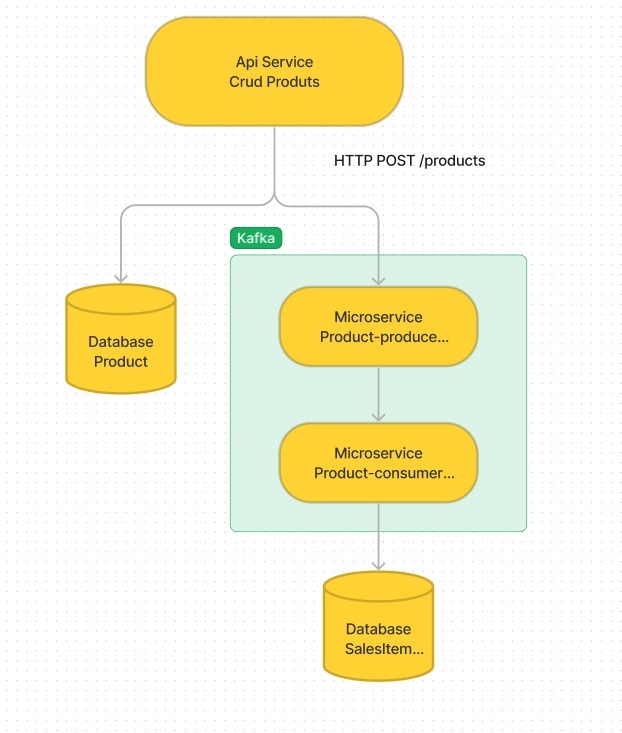 Api Service
Crud Produts
HTTP POST /products
Kafka
Microservice
Product-produce...
Database
Product
Microservice
Product-consumer...
Database
SalesItem...